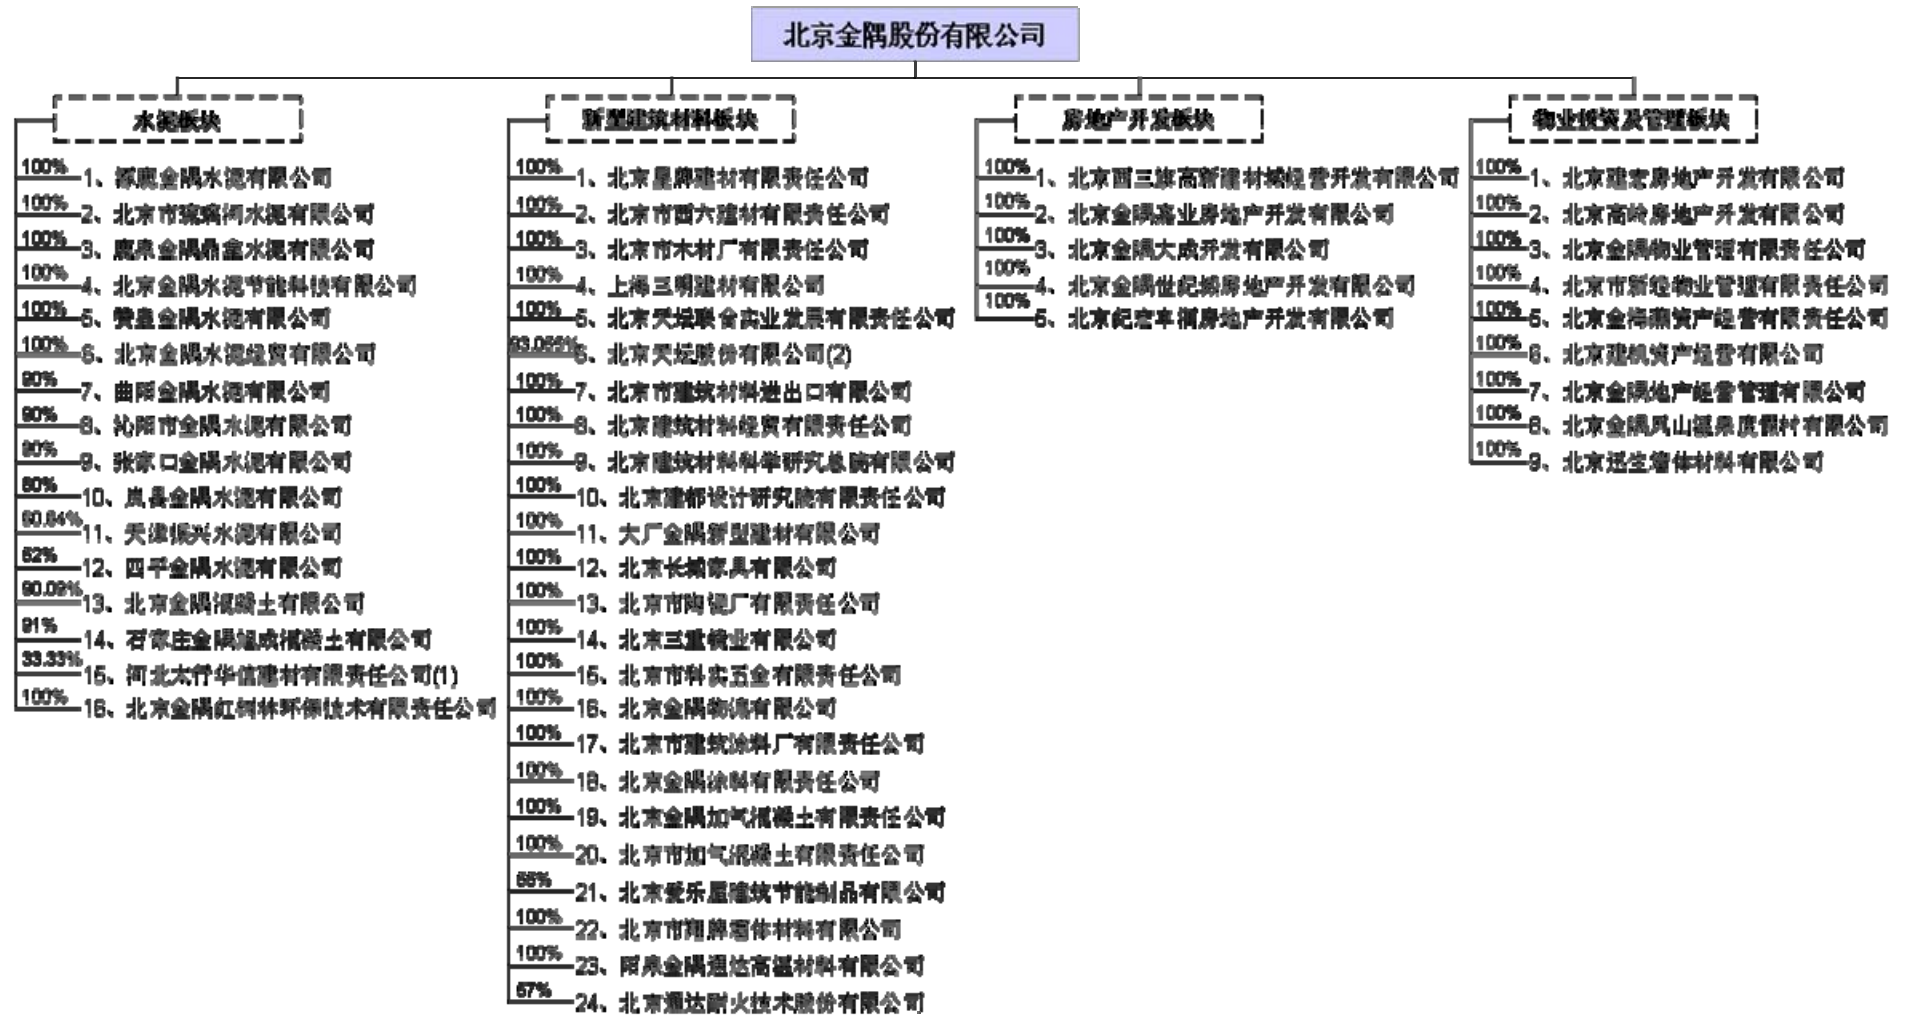 北京金隅股份有限公司
水泥板块
100% 1、涿鹿金隅水泥有限公司
100% 2、北京市琉璃河水泥有限公司
100% 3、鹿泉金隅鼎鑫水泥有限公司
100% 4、北京金隅水泥节能科技有限公司
100% 5、赞皇金隅水泥有限公司
100% 6、北京金隅水泥经贸有限公司
90% 7、曲阳金隅水泥有限公司
90% 8、沁阳市金隅水泥有限公司
90% 9、张家口金隅水泥有限公司
80% 10、岚县金隅水泥有限公司
60.64% 11、天津振兴水泥有限公司
52% 12、四平金隅水泥有限公司
90.09% 13、北京金隅混凝土有限公司
91% 14、石家庄金隅旭成混凝土有限公司
33.33% 15、河北太行华信建材有限责任公司(1)
100% 16、北京金隅红树林环保技术有限责任公司
新型建筑材料板块
100% 1、北京星牌建材有限责任公司
100% 2、北京市西六建材有限责任公司
100% 3、北京市木材厂有限责任公司
100% 4、上海三明建材有限公司
100% 5、北京天坛联合实业发展有限责任公司
93.066% 6、北京天坛股份有限公司(2)
100% 7、北京市建筑材料进出口有限公司
100% 8、北京建筑材料经贸有限责任公司
100% 9、北京建筑材料科学研究总院有限公司
100% 10、北京建都设计研究院有限责任公司
100% 11、大厂金隅新型建材有限公司
100% 12、北京长城家具有限公司
100% 13、北京市陶瓷厂有限责任公司
100% 14、北京三重镜业有限公司
100% 15、北京市科实五金有限责任公司
100% 16、北京金隅物流有限公司
100% 17、北京市建筑涂料厂有限责任公司
100% 18、北京金隅涂料有限责任公司
100% 19、北京金隅加气混凝土有限责任公司
100% 20、北京市加气混凝土有限责任公司
55% 21、北京爱乐屋建筑节能制品有限公司
100% 22、北京市翔牌墙体材料有限公司
100% 23、阳泉金隅通达高温材料有限公司
57% 24、北京通达耐火技术股份有限公司
房地产开发板块
100% 1、北京西三旗高新建材城经营开发有限公司
100% 2、北京金隅嘉业房地产开发有限公司
100% 3、北京金隅大成开发有限公司
100% 4、北京金隅世纪城房地产开发有限公司
100% 5、北京纪宏丰润房地产开发有限公司
物业投资及管理板块
100% 1、北京建宏房地产开发有限公司
100% 2、北京高岭房地产开发有限公司
100% 3、北京金隅物业管理有限责任公司
100% 4、北京市新经物业管理有限责任公司
100% 5、北京金海燕资产经营有限责任公司
100% 6、北京建机资产经营有限公司
100% 7、北京金隅地产经营管理有限公司
100% 8、北京金隅凤山温泉度假村有限公司
100% 9、北京迅生墙体材料有限公司